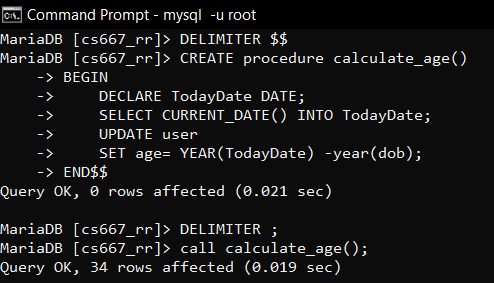 Command Prompt - mysql -u root
MariaDB [cs667_rr]> DELIMITER $$
MariaDB [cs667_rr]> CREATE procedure calculate_age()
    -> BEGIN
    ->     DECLARE TodayDate DATE;
    ->     SELECT CURRENT_DATE() INTO TodayDate;
    ->     UPDATE user
    ->     SET age= YEAR(TodayDate) -year(dob);
    -> END$$
Query OK, 0 rows affected (0.021 sec)
MariaDB [cs667_rr]> DELIMITER ;
MariaDB [cs667_rr]> call calculate_age();
Query OK, 34 rows affected (0.019 sec)